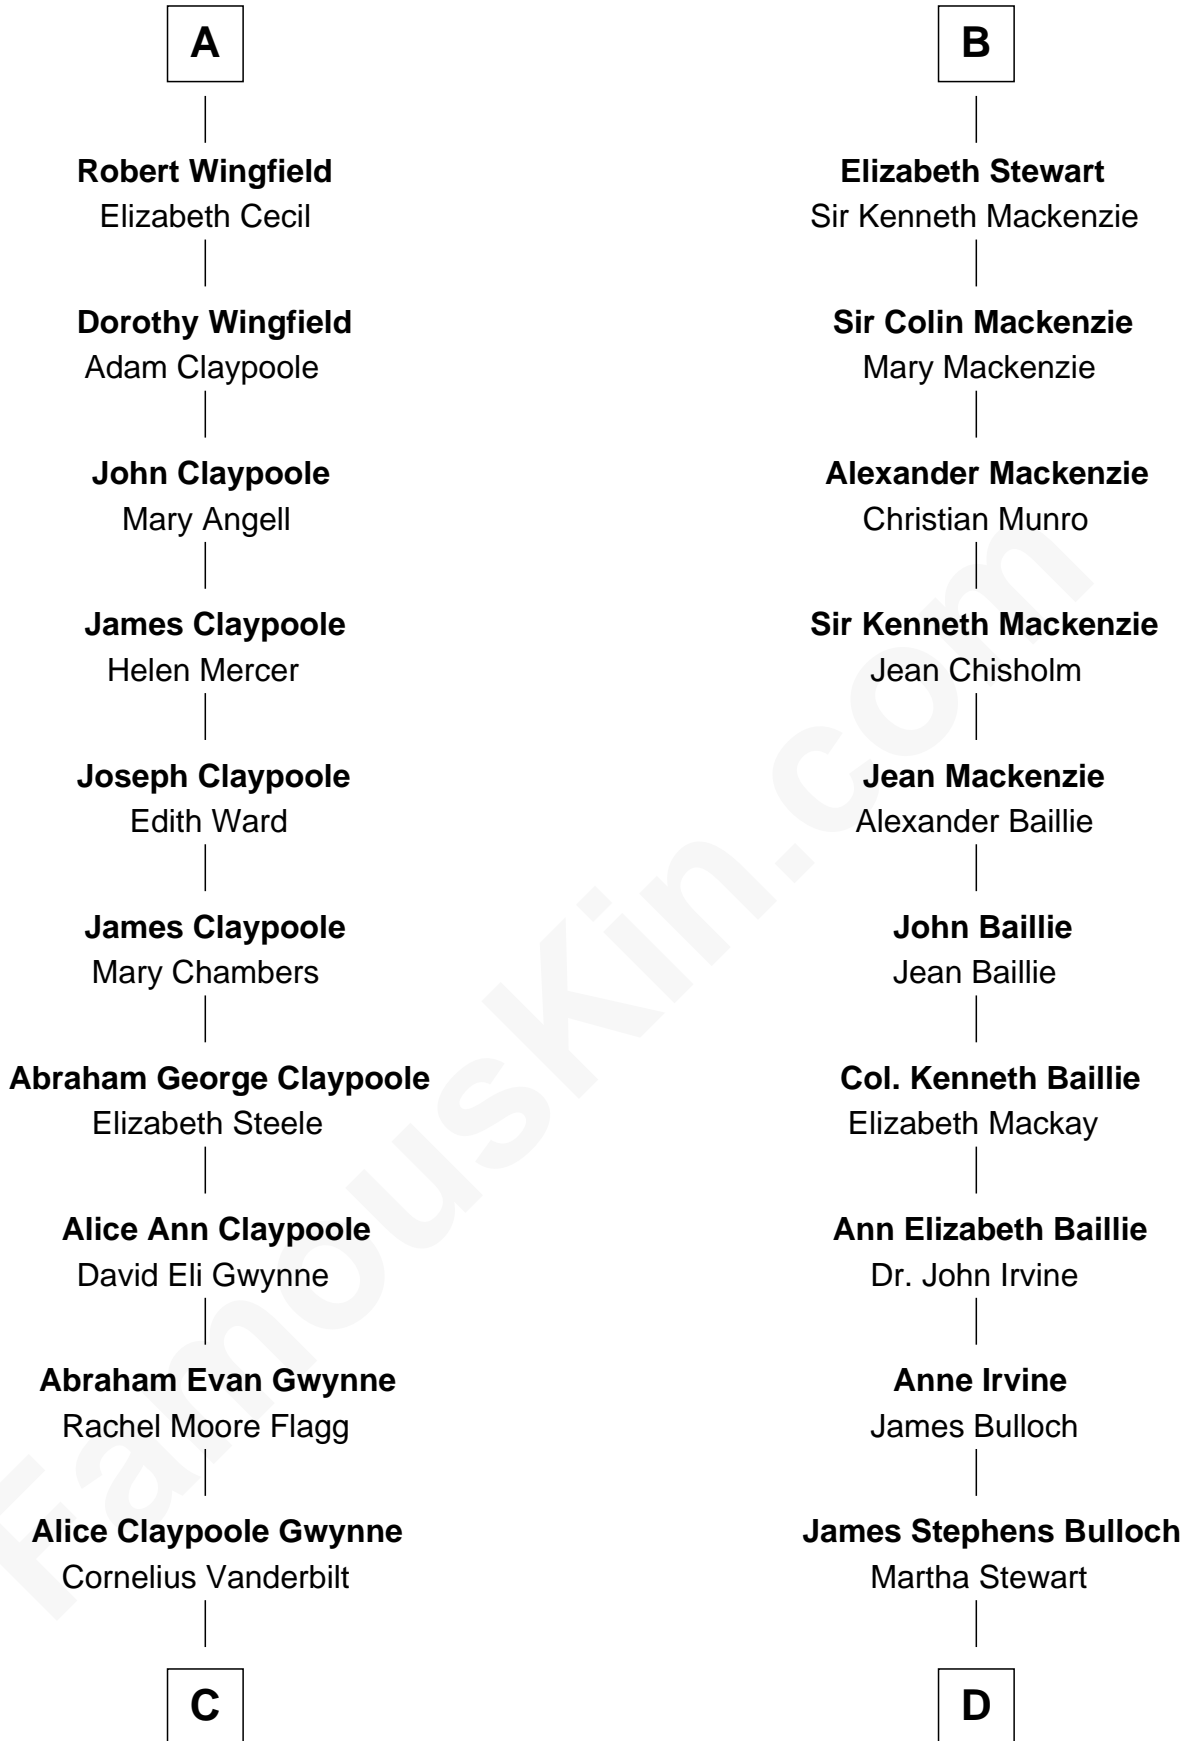 A
Robert Wingfield
Elizabeth Cecil
Dorothy Wingfield
Adam Claypoole
John Claypoole
Mary Angell
James Claypoole
Helen Mercer
Joseph Claypoole
Edith Ward
James Claypoole
Mary Chambers
Abraham George Claypoole
Elizabeth Steele
Alice Ann Claypoole
David Eli Gwynne
Abraham Evan Gwynne
Rachel Moore Flagg
Alice Claypoole Gwynne
Cornelius Vanderbilt
C
B
Elizabeth Stewart
Sir Kenneth Mackenzie
Sir Colin Mackenzie
Mary Mackenzie
Alexander Mackenzie
Christian Munro
Sir Kenneth Mackenzie
Jean Chisholm
Jean Mackenzie
Alexander Baillie
John Baillie
Jean Baillie
Col. Kenneth Baillie
Elizabeth Mackay
Ann Elizabeth Baillie
Dr. John Irvine
Anne Irvine
James Bulloch
James Stephens Bulloch
Martha Stewart
D
FamousKin.com